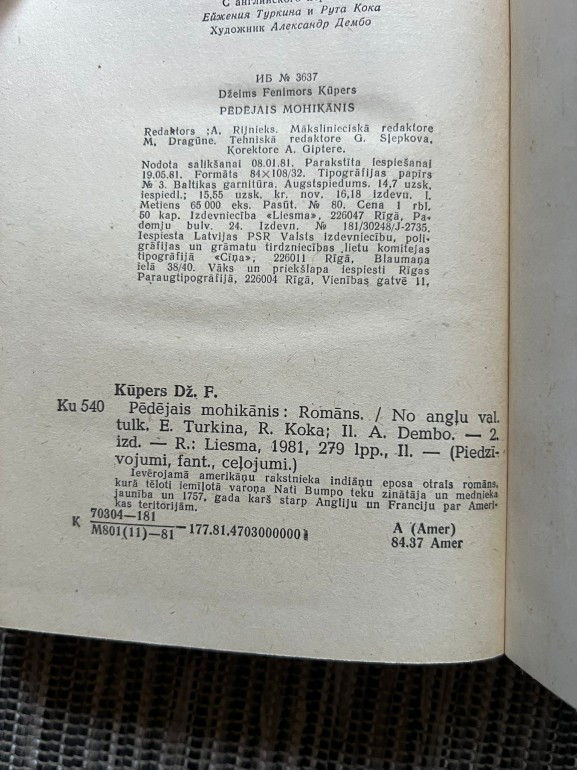 С английского
Ейжения Туркина и Рута Кока
Художник Александр Дембо
ИБ № 3637
Džeims Fenimors Kūpers
PĒDĒJAIS MOHIKĀNIS
Redaktors A. Rijnieks. Mākslinieciskā redaktore
M. Dragūne. Tehniskā redaktore G. Sļepkova,
Korektore A. Giptere.
Nodota salikšanai 08.01.81. Parakstīta iespiešanai
19.05.81. Formāts 84×108/32. Tipogrāfijas papīrs
№ 3. Baltikas garnitūra. Augstspiedums. 14,7 uzsk.
iespiedl.; 15,55 uzsk. kr. nov. 16,18 izdevn. l.
Metiens 65 000 eks. Pasūt. № 80. Cena 1 rbl.
50 kap. Izdevniecība «Liesma», 226047 Rīgā, Pa-
domju bulv. 24. Izdevn. № 181/30248/J-2735.
Iespiesta Latvijas PSR Valsts izdevniecību, poli-
grāfijas un grāmatu tirdzniecības lietu komitejas
tipogrāfijā «Cīņa», 226011 Rīgā, Blaumaņa
ielā 38/40. Vāks un priekšlapa iespiesti Rīgas
Paraugtipogrāfijā, 226004 Rīgā, Vienības gatvē 11,
Kūpers Dž. F.
Ku 540 Pēdējais mohikānis: Romāns. / No angļu val.
tulk. E. Turkina, R. Koka; Il. A. Dembo. — 2.
izd. — R.: Liesma, 1981, 279 lpp., Il. — (Piedzī-
vojumi, fant., ceļojumi.)
Ievērojamā amerikāņu rakstnieka indiāņu eposa otrais romāns,
kurā tēloti iemīļotā varoņa Nati Bumpo teku zinātāja un mednieka
jaunība un 1757. gada karš starp Angliju un Franciju par Ameri-
kas teritorijām.
K 70304—181
M801(11)—81 —177.81.4703000000
A (Amer)
84.37 Amer